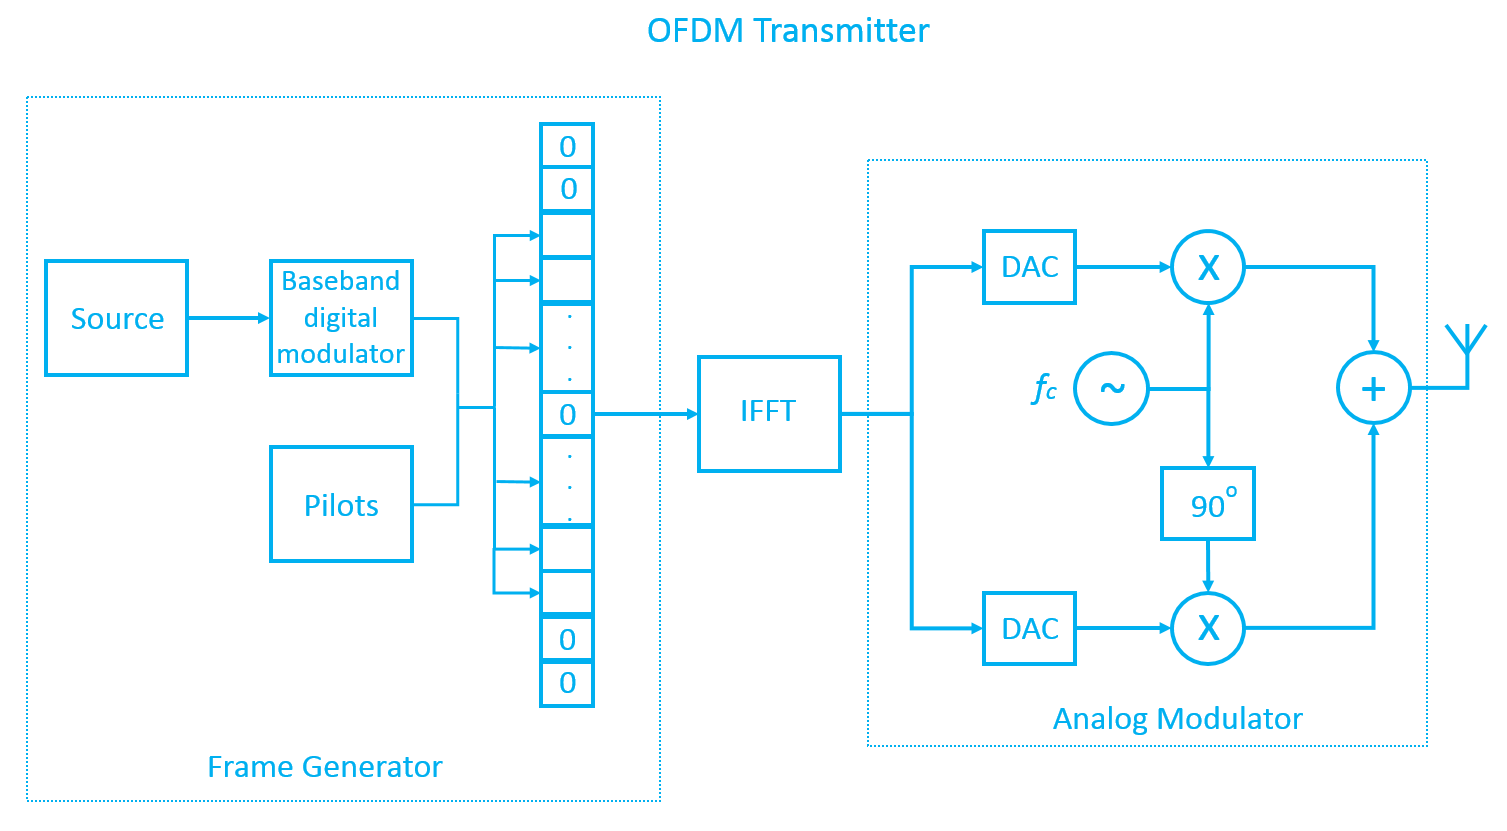 OFDM Transmitter
0
0
Source
Baseband
digital
modulator
.
.
.
0
.
.
.
Pilots
0
0
Frame Generator
IFFT
DAC
X
fc
~
+
90°
DAC
X
Analog Modulator